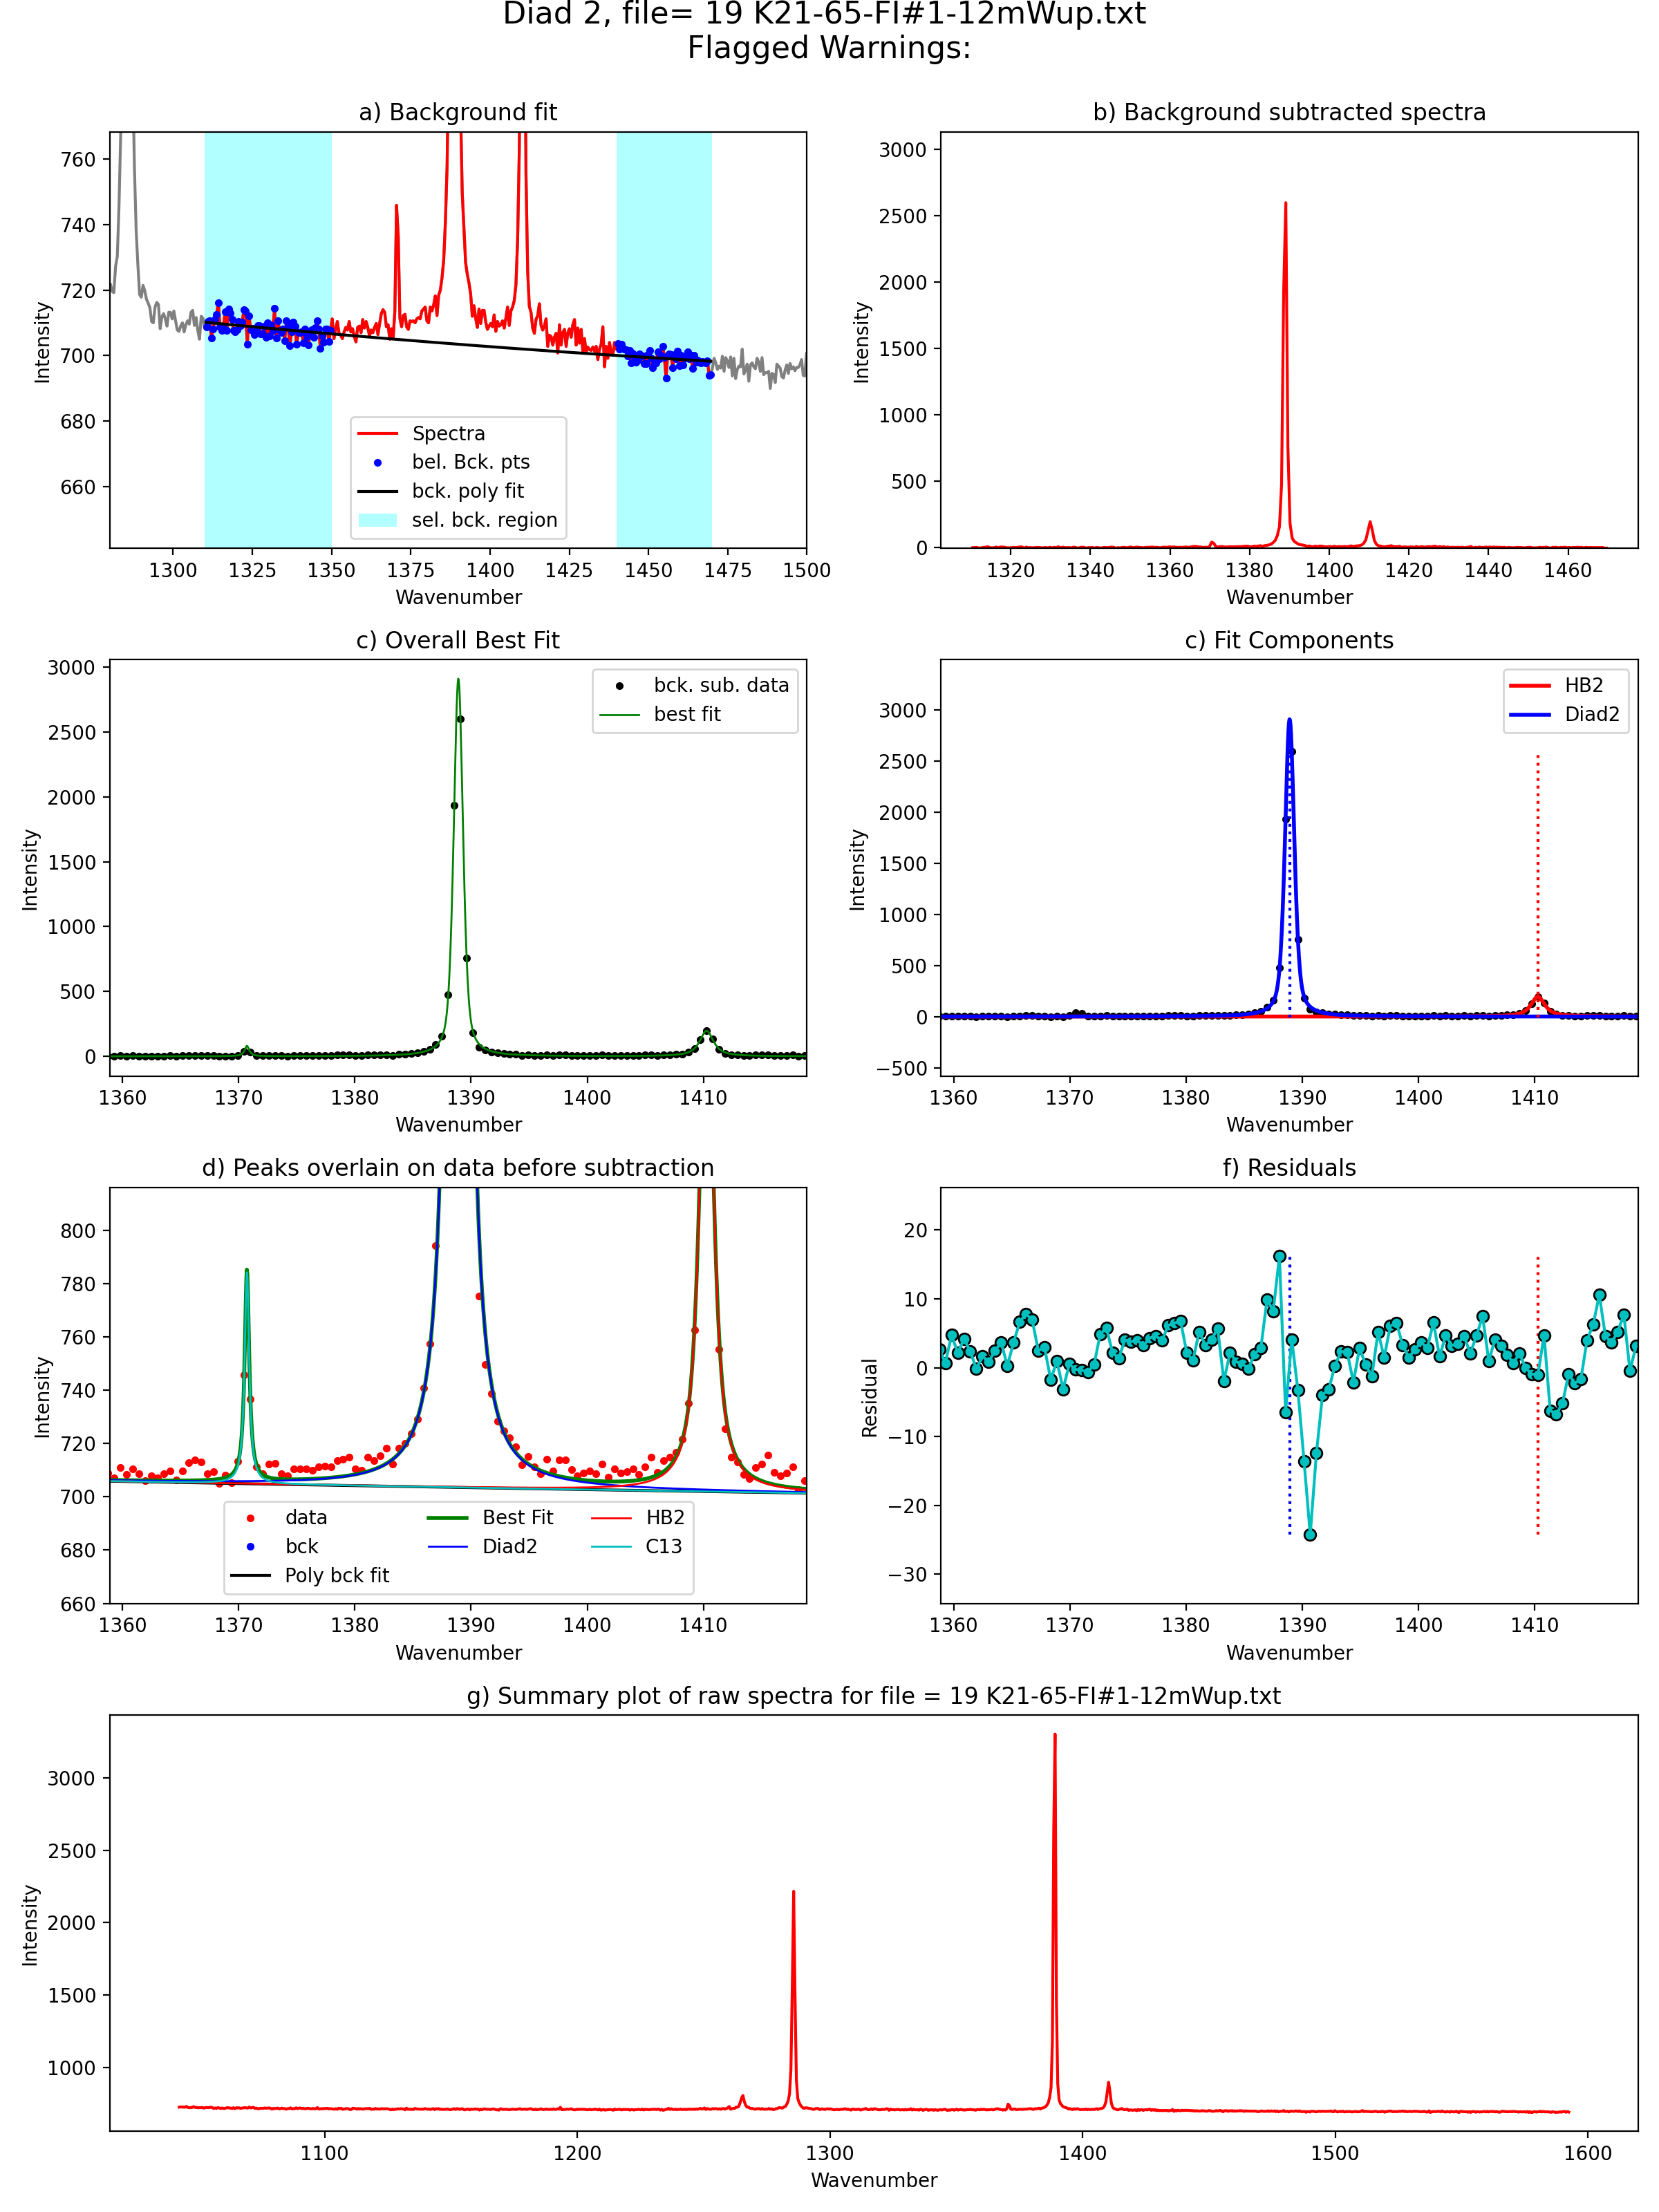 Diad 2, file= 19 K21-65-FI#1-12mWup.txt
Flagged Warnings:
a) Background fit
Intensity
760
740
720
700
680
660
Spectra
bel. Bck. pts
bck. poly fit
sel. bck. region
1300 1325 1350 1375 1400 1425 1450 1475 1500
Wavenumber
b) Background subtracted spectra
Intensity
3000
2500
2000
1500
1000
500
0
1320 1340 1360 1380 1400 1420 1440 1460
Wavenumber
c) Overall Best Fit
Intensity
3000
2500
2000
1500
1000
500
0
bck. sub. data
best fit
1360 1370 1380 1390 1400 1410
Wavenumber
c) Fit Components
Intensity
3000
2500
2000
1500
1000
500
0
−500
HB2
Diad2
1360 1370 1380 1390 1400 1410
Wavenumber
d) Peaks overlain on data before subtraction
Intensity
800
780
760
740
720
700
680
660
data
bck
Poly bck fit
Best Fit
Diad2
HB2
C13
1360 1370 1380 1390 1400 1410
Wavenumber
f) Residuals
Residual
20
10
0
−10
−20
−30
1360 1370 1380 1390 1400 1410
Wavenumber
g) Summary plot of raw spectra for file = 19 K21-65-FI#1-12mWup.txt
Intensity
3000
2500
2000
1500
1000
1100 1200 1300 1400 1500 1600
Wavenumber